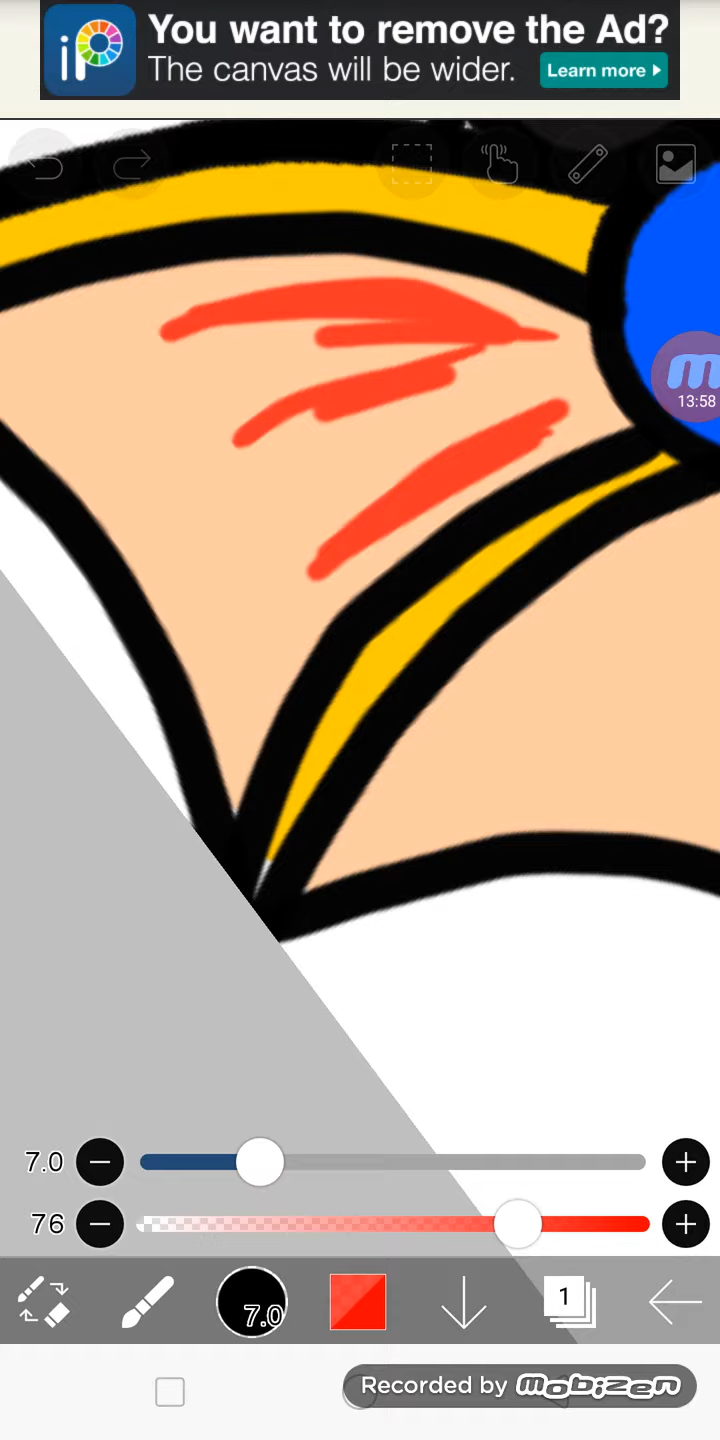 iP
You want to remove the Ad?
The canvas will be wider.
Learn more
m
13:58
7.0
76
7.0
1
Recorded by mobizen